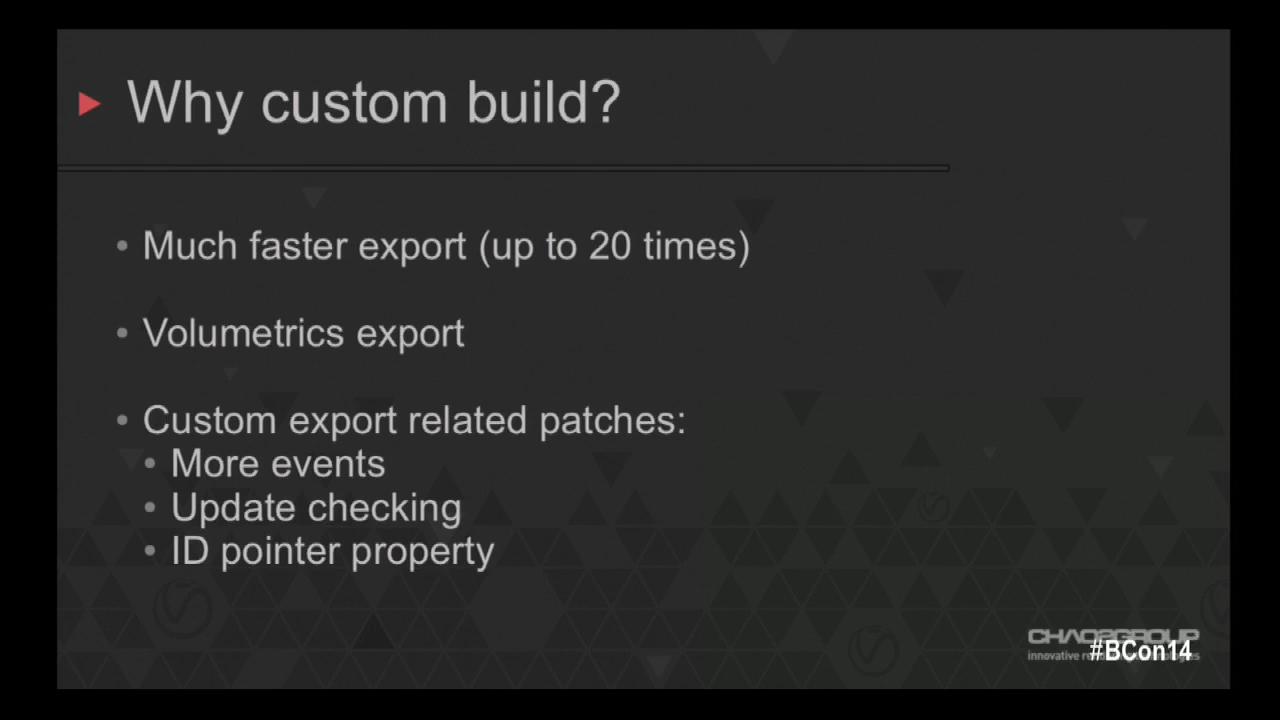 Why custom build?
• Much faster export (up to 20 times)
• Volumetrics export
• Custom export related patches:
• More events
• Update checking
• ID pointer property
CHAOSGROUP
#BCon14
innovative